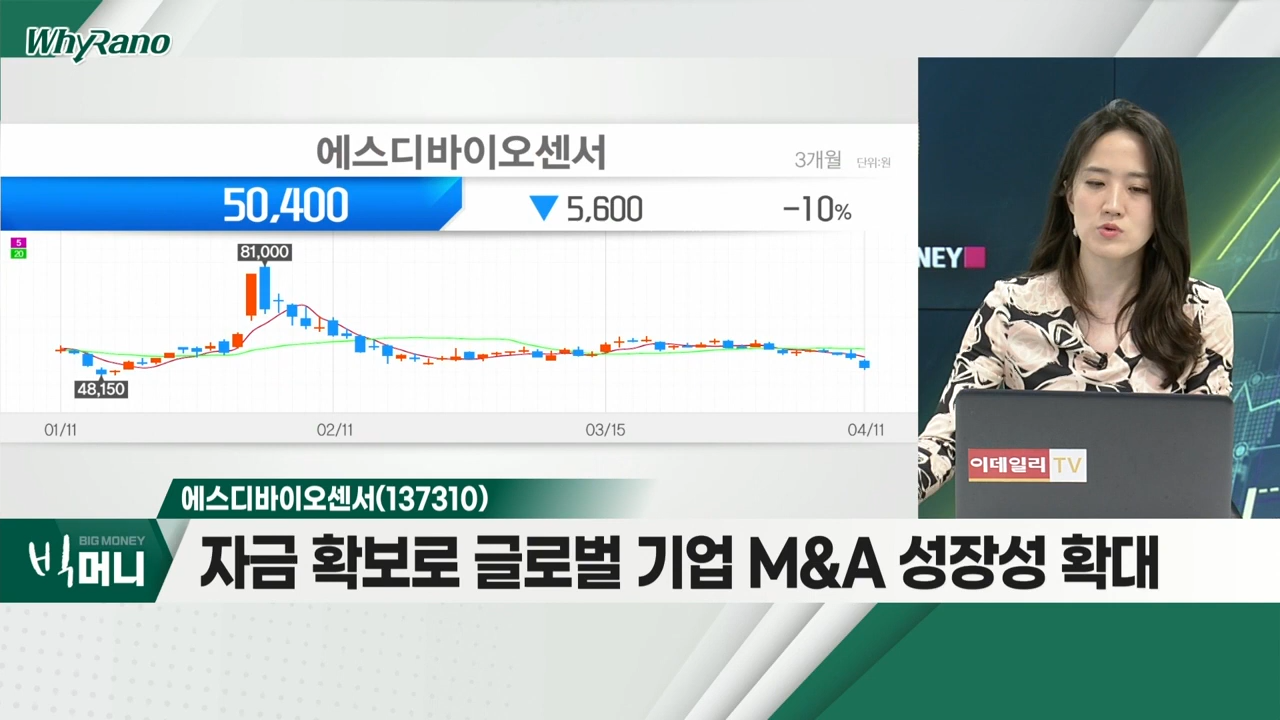 WhyRano
에스디바이오센서
3개월 단위:원
50,400 ▼ 5,600 -10%
5
20
81,000
48,150
01/11 02/11 03/15 04/11
NEY
이데일리 TV
에스디바이오센서(137310)
BIG MONEY
빅머니
자금 확보로 글로벌 기업 M&A 성장성 확대